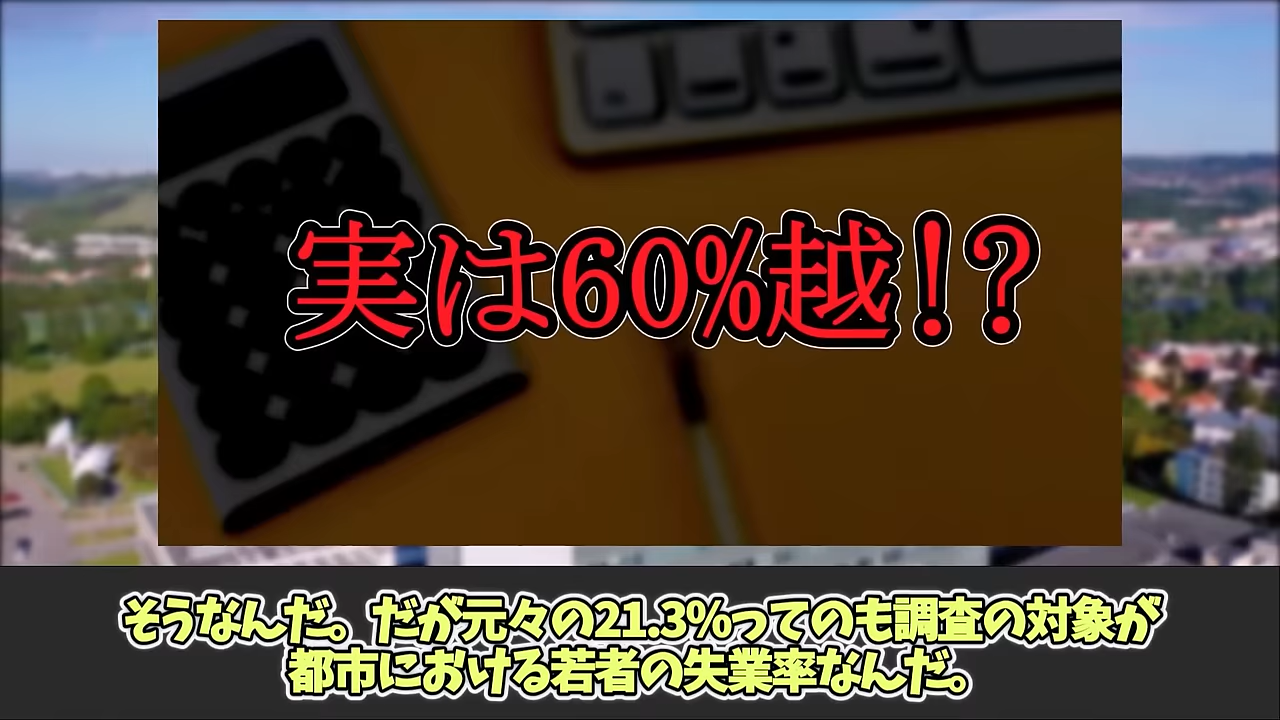 実は60%越!?
そうなんだ。だが元々の21.3%ってのも調査の対象が
都市における若者の失業率なんだ。